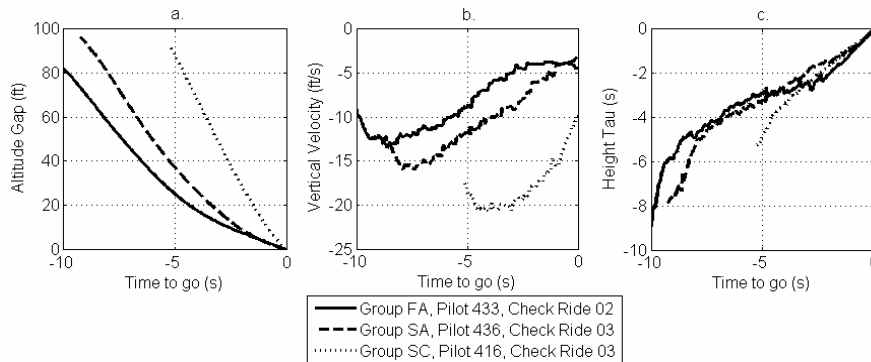 a.
100
80
60
40
20
0
-10
-5
0
Altitude Gap (ft)
Time to go (s)
b.
0
-5
-10
-15
-20
-25
-10
-5
0
Vertical Velocity (ft/s)
Time to go (s)
c.
0
-2
-4
-6
-8
-10
-10
-5
0
Height Tau (s)
Time to go (s)
Group FA, Pilot 433, Check Ride 02
Group SA, Pilot 436, Check Ride 03
Group SC, Pilot 416, Check Ride 03